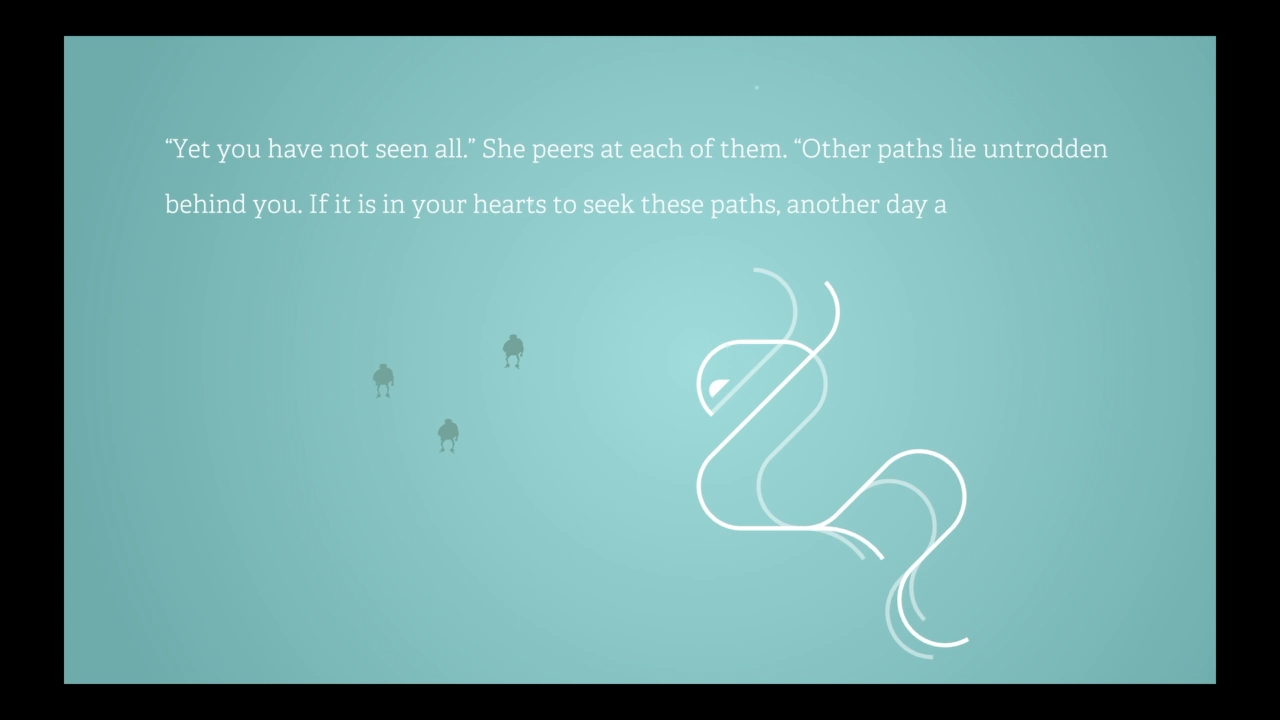 “Yet you have not seen all.” She peers at each of them. “Other paths lie untrodden
behind you. If it is in your hearts to seek these paths, another day a